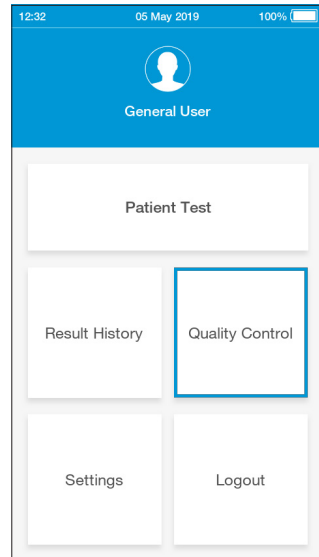 12:32 05 May 2019 100%
General User
Patient Test
Result History Quality Control
Settings Logout